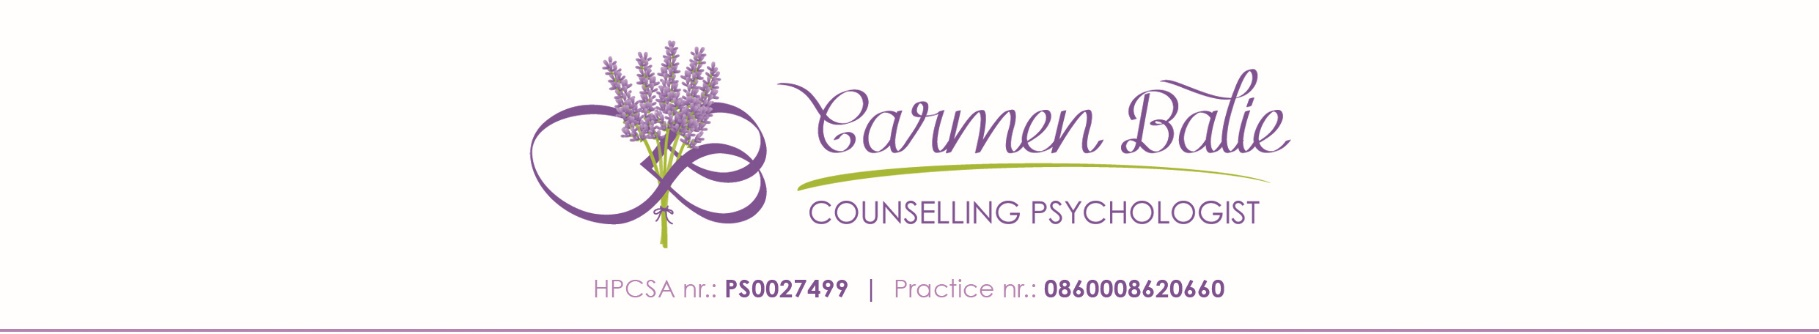 Carmen Balie
COUNSELLING PSYCHOLOGIST
HPCSA nr.: PS0027499 | Practice nr.: 0860008620660